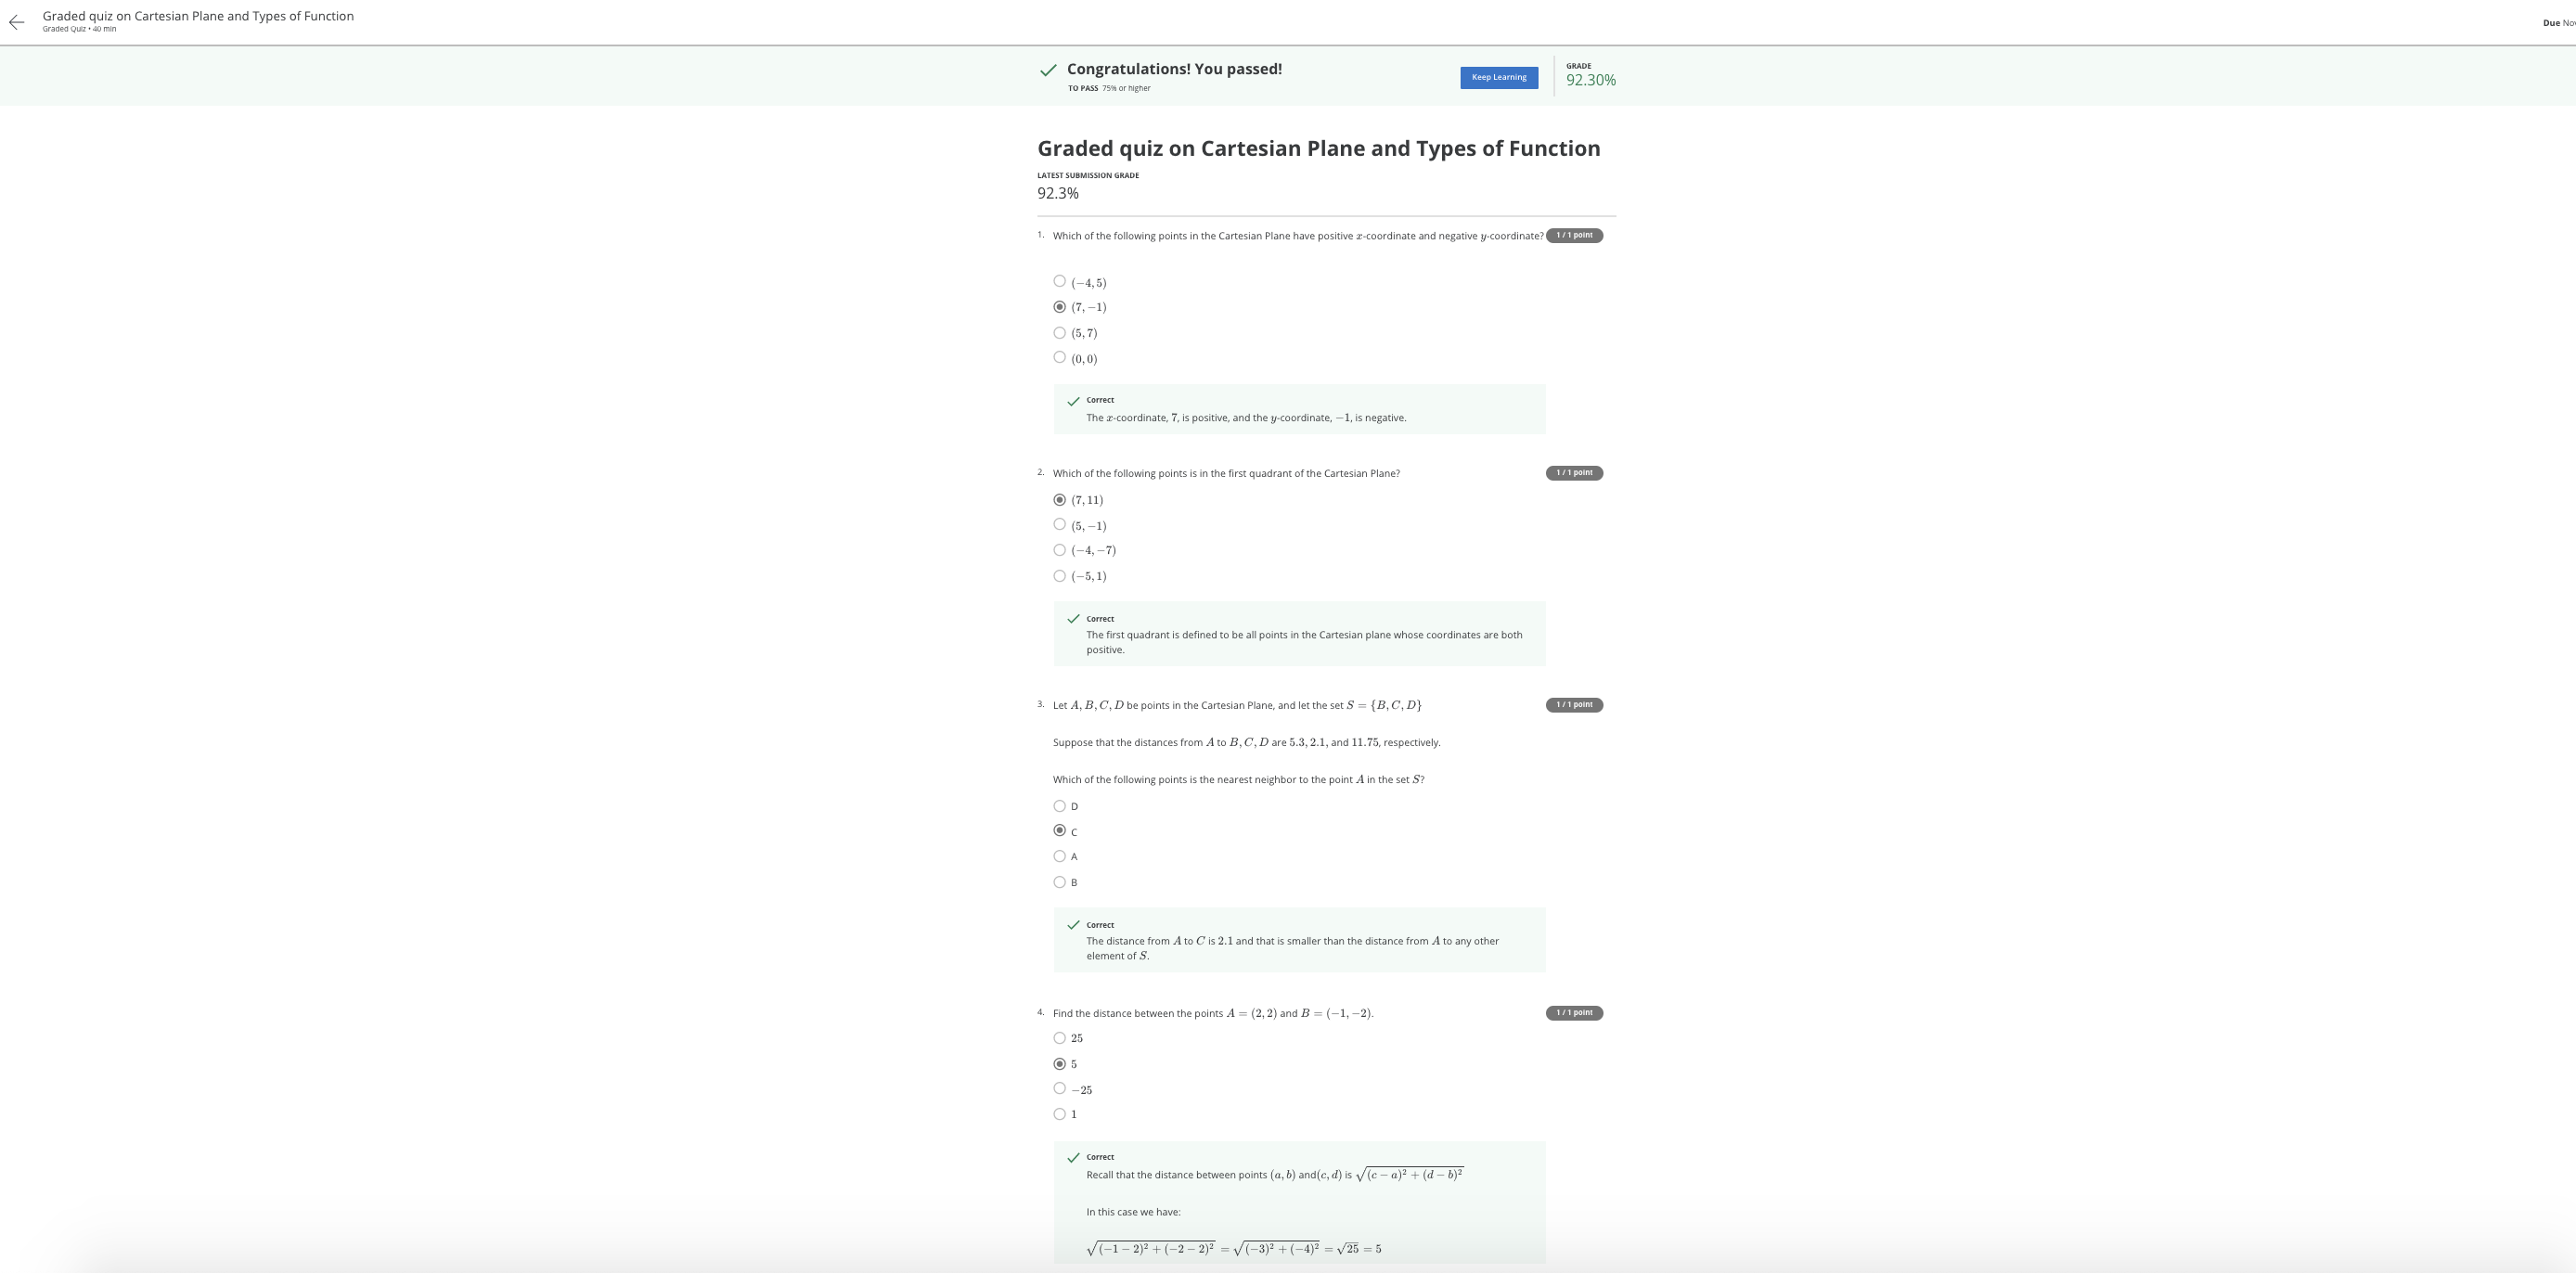 Graded quiz on Cartesian Plane and Types of Function
Graded Quiz • 40 min
Due Nov
Congratulations! You passed!
TO PASS 75% or higher
Keep Learning
GRADE
92.30%
Graded quiz on Cartesian Plane and Types of Function
LATEST SUBMISSION GRADE
92.3%
1. Which of the following points in the Cartesian Plane have positive x-coordinate and negative y-coordinate? 1 / 1 point
(−4, 5)
(7, −1)
(5, 7)
(0, 0)
Correct
The x-coordinate, 7, is positive, and the y-coordinate, −1, is negative.
2. Which of the following points is in the first quadrant of the Cartesian Plane? 1 / 1 point
(7, 11)
(5, −1)
(−4, −7)
(−5, 1)
Correct
The first quadrant is defined to be all points in the Cartesian plane whose coordinates are both
positive.
3. Let A, B, C, D be points in the Cartesian Plane, and let the set S = {B, C, D} 1 / 1 point
Suppose that the distances from A to B, C, D are 5.3, 2.1, and 11.75, respectively.
Which of the following points is the nearest neighbor to the point A in the set S?
D
C
A
B
Correct
The distance from A to C is 2.1 and that is smaller than the distance from A to any other
element of S.
4. Find the distance between the points A = (2, 2) and B = (−1, −2). 1 / 1 point
25
5
−25
1
Correct
Recall that the distance between points (a, b) and(c, d) is √(c − a)² + (d − b)²
In this case we have:
√(−1 − 2)² + (−2 − 2)² = √(−3)² + (−4)² = √25 = 5